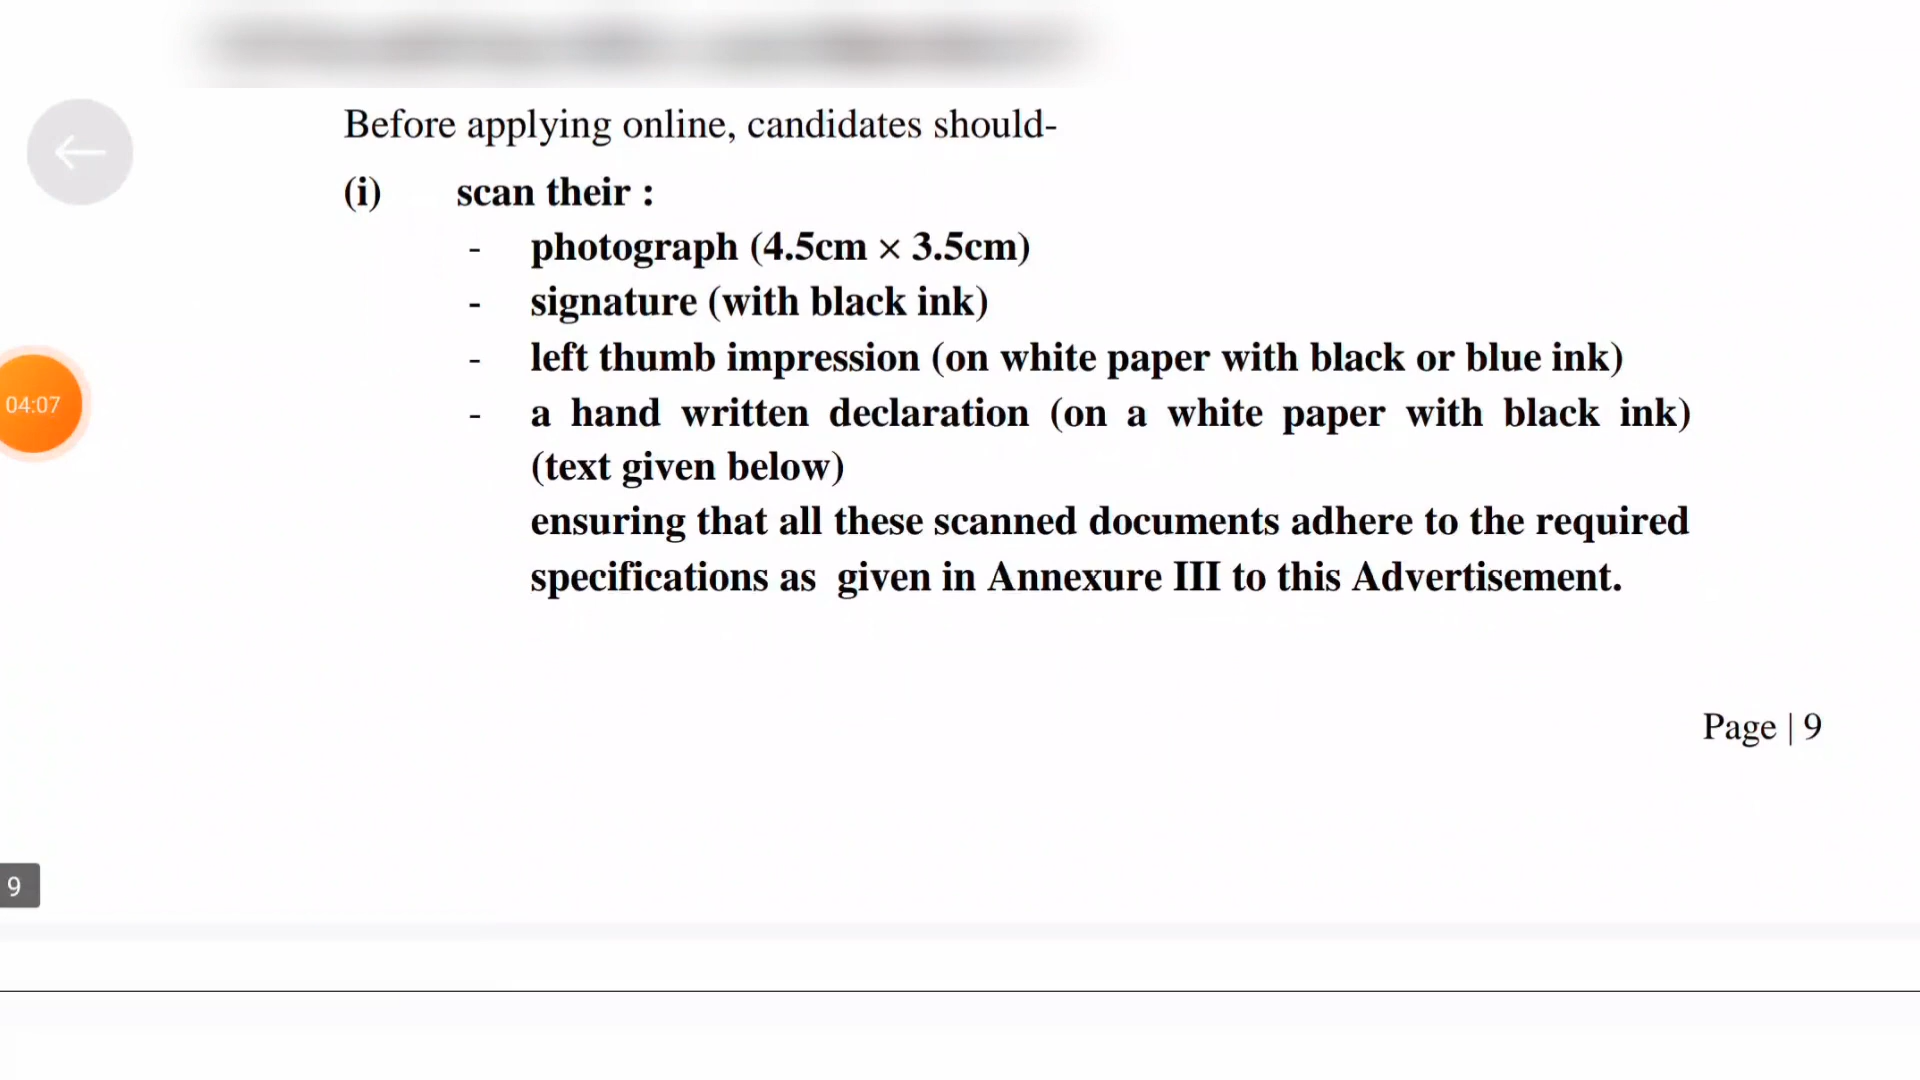 Before applying online, candidates should-
(i) scan their :
- photograph (4.5cm × 3.5cm)
- signature (with black ink)
- left thumb impression (on white paper with black or blue ink)
04:07
- a hand written declaration (on a white paper with black ink)
(text given below)
ensuring that all these scanned documents adhere to the required
specifications as given in Annexure III to this Advertisement.
Page | 9
9